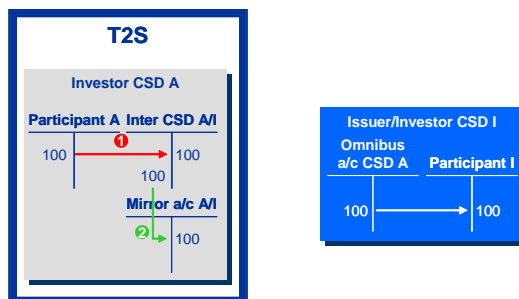 T2S
Investor CSD A
Participant A Inter CSD A/I
1
100 100
100
Mirror a/c A/I
2
100
Issuer/Investor CSD I
Omnibus
a/c CSD A Participant I
100 100